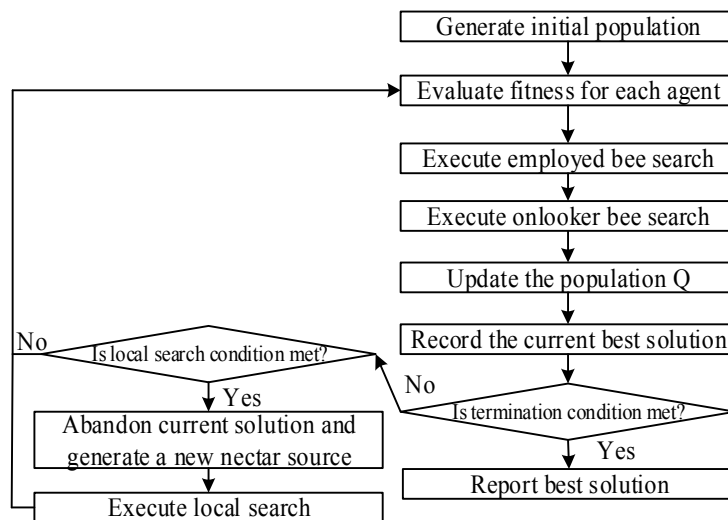 Generate initial population
Evaluate fitness for each agent
Execute employed bee search
Execute onlooker bee search
Update the population Q
Record the current best solution
Is termination condition met?
No
Yes
Report best solution
Is local search condition met?
No
Yes
Abandon current solution and
generate a new nectar source
Execute local search